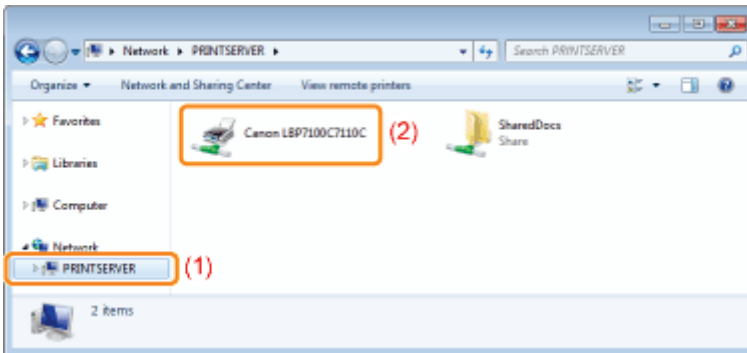 Network ▸ PRINTSERVER ▸
Search PRINTSERVER
Organize
Network and Sharing Center
View remote printers
Favorites
Libraries
Computer
Network
PRINTSERVER
(1)
Canon LBP7100C7110C
(2)
SharedDocs
Share
2 items